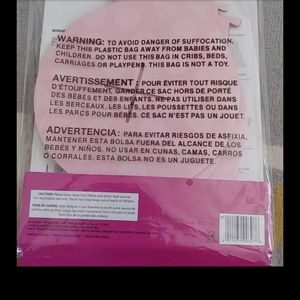 WARNING: TO AVOID DANGER OF SUFFOCATION,
KEEP THIS PLASTIC BAG AWAY FROM BABIES AND
CHILDREN. DO NOT USE THIS BAG IN CRIBS, BEDS,
CARRIAGES OR PLAYPENS. THIS BAG IS NOT A TOY.
AVERTISSEMENT : POUR ÉVITER TOUT RISQUE
D'ÉTOUFFEMENT, GARDER CE SAC HORS DE PORTÉE
DES BÉBÉS ET DES ENFANTS. NE PAS UTILISER DANS
LES BERCEAUX, LES LITS, LES POUSSETTES OU DANS
LES PARCS POUR BÉBÉS. CE SAC N'EST PAS UN JOUET.
ADVERTENCIA: PARA EVITAR RIESGOS DE ASFIXIA,
MANTENER ESTA BOLSA FUERA DEL ALCANCE DE LOS
BEBÉS Y NIÑOS. NO USAR EN CUNAS, CAMAS, CARROS
O CORRALES. ESTA BOLSA NO ES UN JUGUETE.
CAUTION:
MISE EN GARDE: